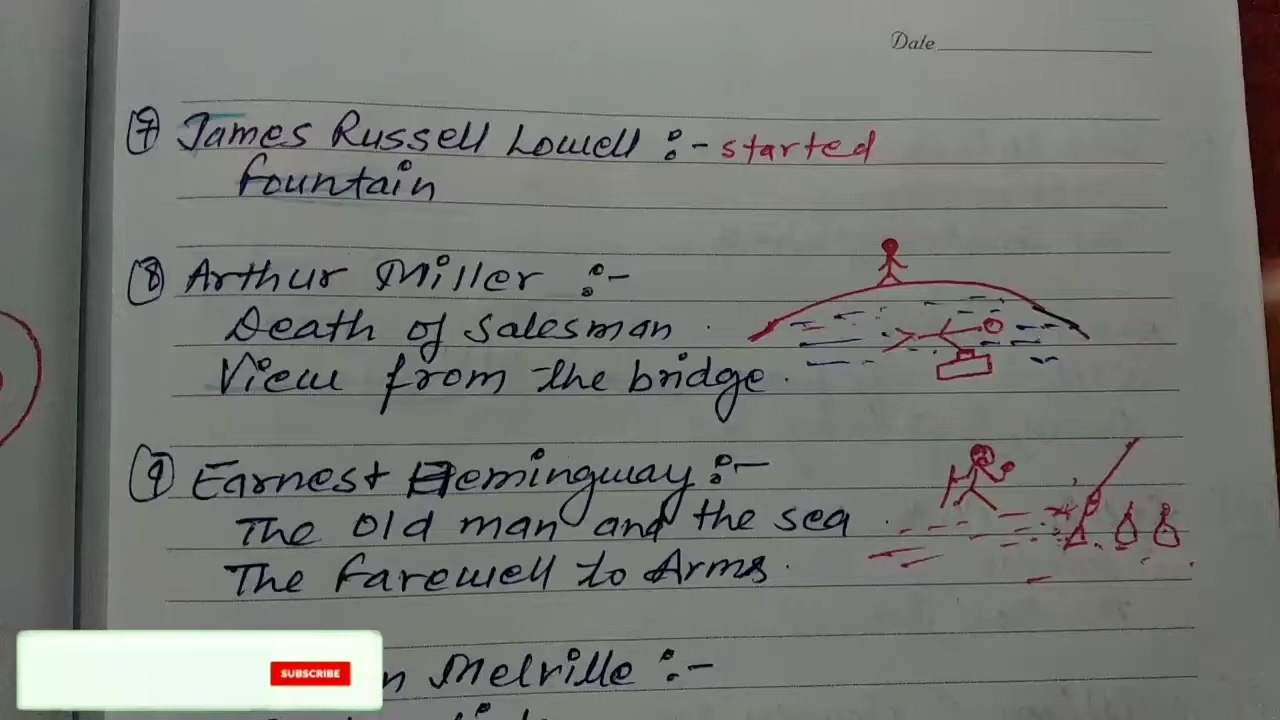 Date
7 James Russell Lowell :- started
fountain
8 Arthur Miller :-
Death of Salesman.
View from the bridge.
9 Earnest Hemingway :-
The old man and the sea.
The farewell to Arms.
n Melville :-
SUBSCRIBE